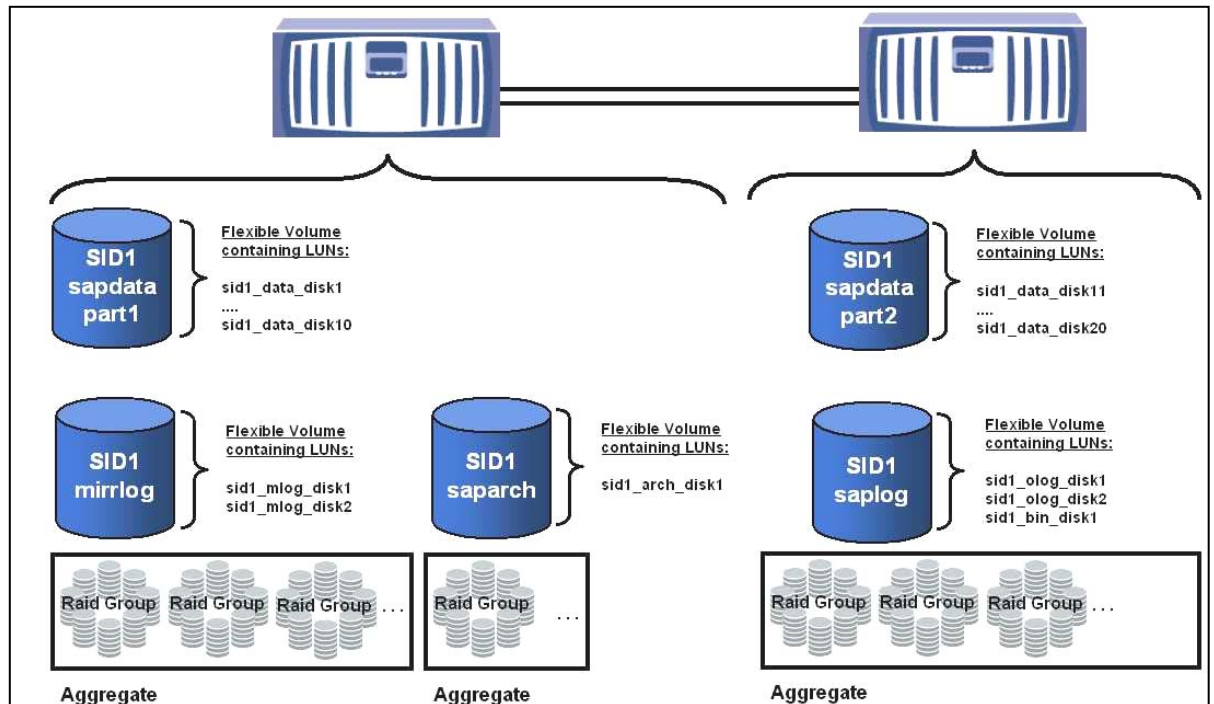 SID1
sapdata
part1
Flexible Volume
containing LUNs:
sid1_data_disk1
....
sid1_data_disk10
SID1
sapdata
part2
Flexible Volume
containing LUNs:
sid1_data_disk11
....
sid1_data_disk20
SID1
mirrlog
Flexible Volume
containing LUNs:
sid1_mlog_disk1
sid1_mlog_disk2
SID1
saparch
Flexible Volume
containing LUNs:
sid1_arch_disk1
SID1
saplog
Flexible Volume
containing LUNs:
sid1_olog_disk1
sid1_olog_disk2
sid1_bin_disk1
Raid Group Raid Group Raid Group ...
Raid Group ...
Raid Group Raid Group Raid Group ...
Aggregate
Aggregate
Aggregate